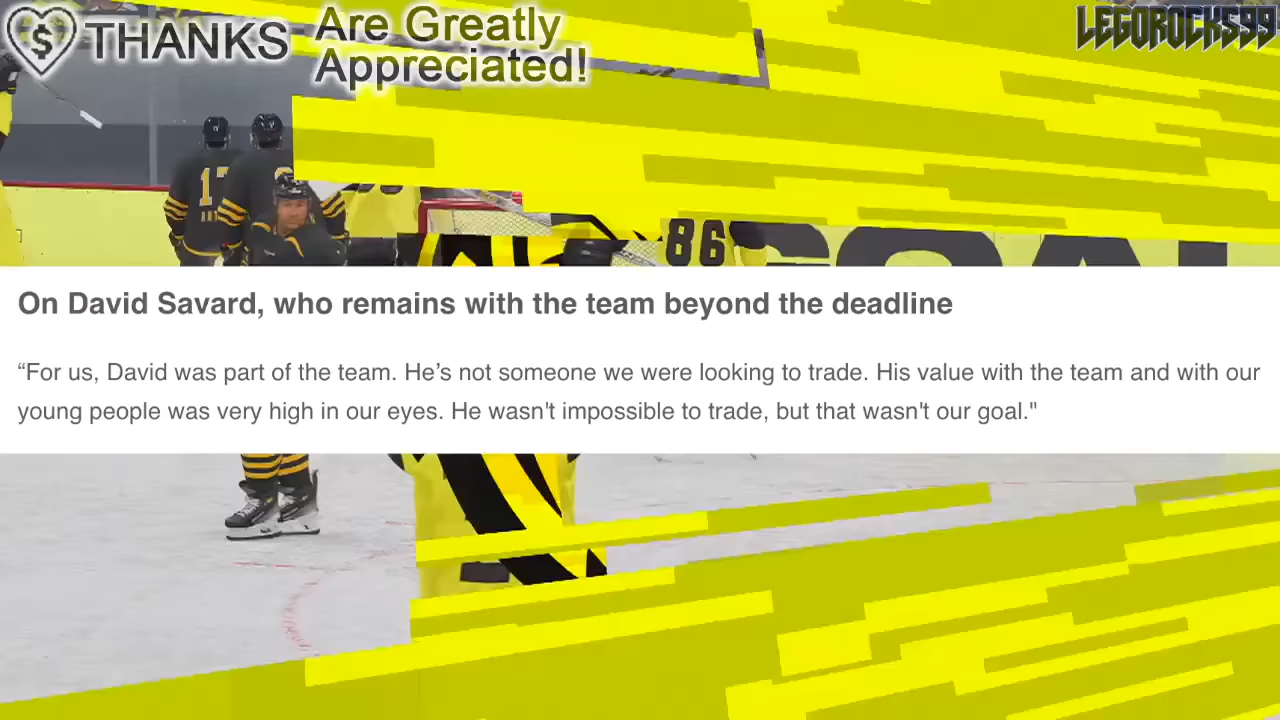 THANKS
Are Greatly
Appreciated!
LEGOROCKS99
17
86
GOAL
On David Savard, who remains with the team beyond the deadline
“For us, David was part of the team. He’s not someone we were looking to trade. His value with the team and with our
young people was very high in our eyes. He wasn't impossible to trade, but that wasn't our goal."